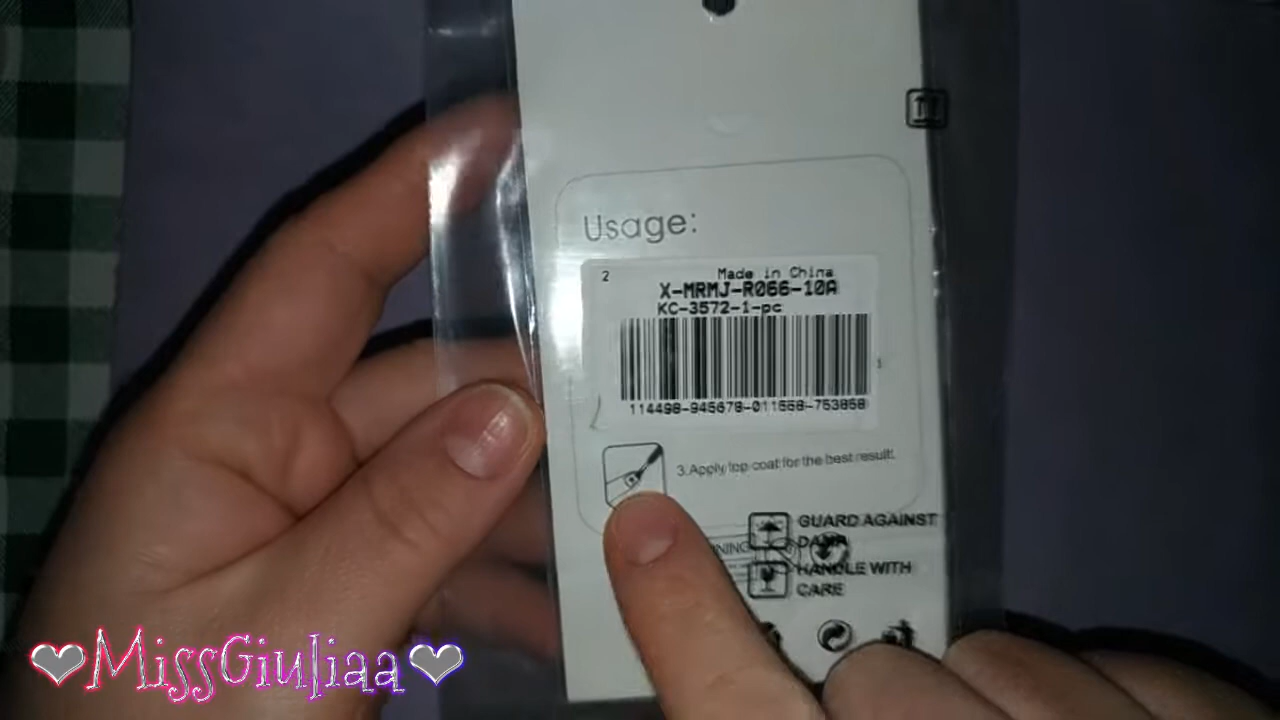 Usage:
2
Made in China
X-MRMJ-R066-10A
KC-3572-1-pc
114498-945678-011558-753858
3.Apply top coat for the best result.
GUARD AGAINST
DAMP
HANDLE WITH
CARE
MissGiuliaa